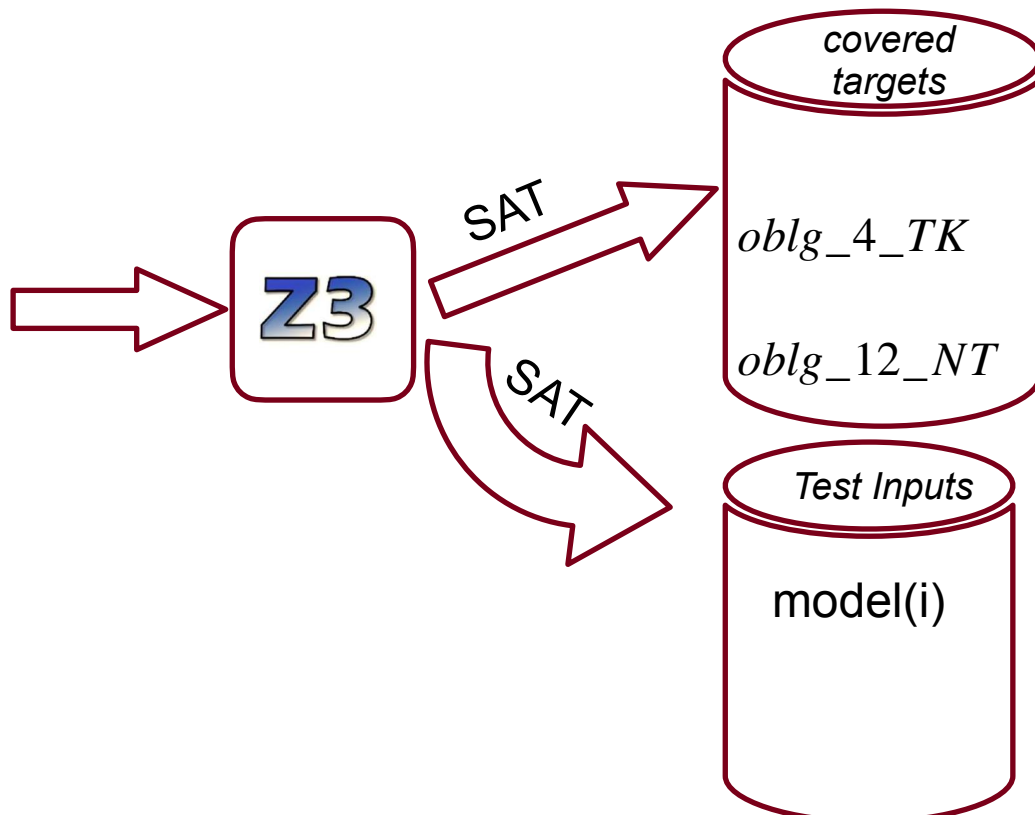 covered
targets
SAT
oblg_4_TK
Z3
oblg_12_NT
SAT
Test Inputs
model(i)